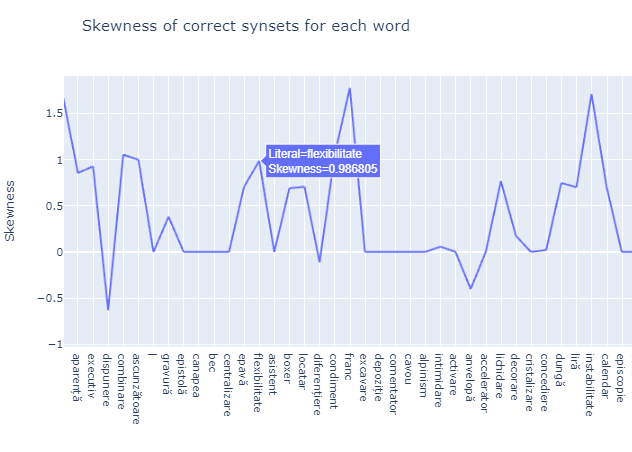 Skewness of correct synsets for each word
Skewness
1.5
1
0.5
0
−0.5
−1
Literal=flexibilitate
Skewness=0.986805
aparență
executiv
dispunere
combinare
ascunzătoare
l
gravură
epistolă
canapea
bec
centralizare
epavă
flexibilitate
asistent
boxer
locatar
diferențiere
condiment
franc
excavare
depoziție
comentator
cavou
alpinism
intimidare
activare
anvelopă
accelerator
lichidare
decorare
cristalizare
concediere
dungă
liră
instabilitate
calendar
episcopie